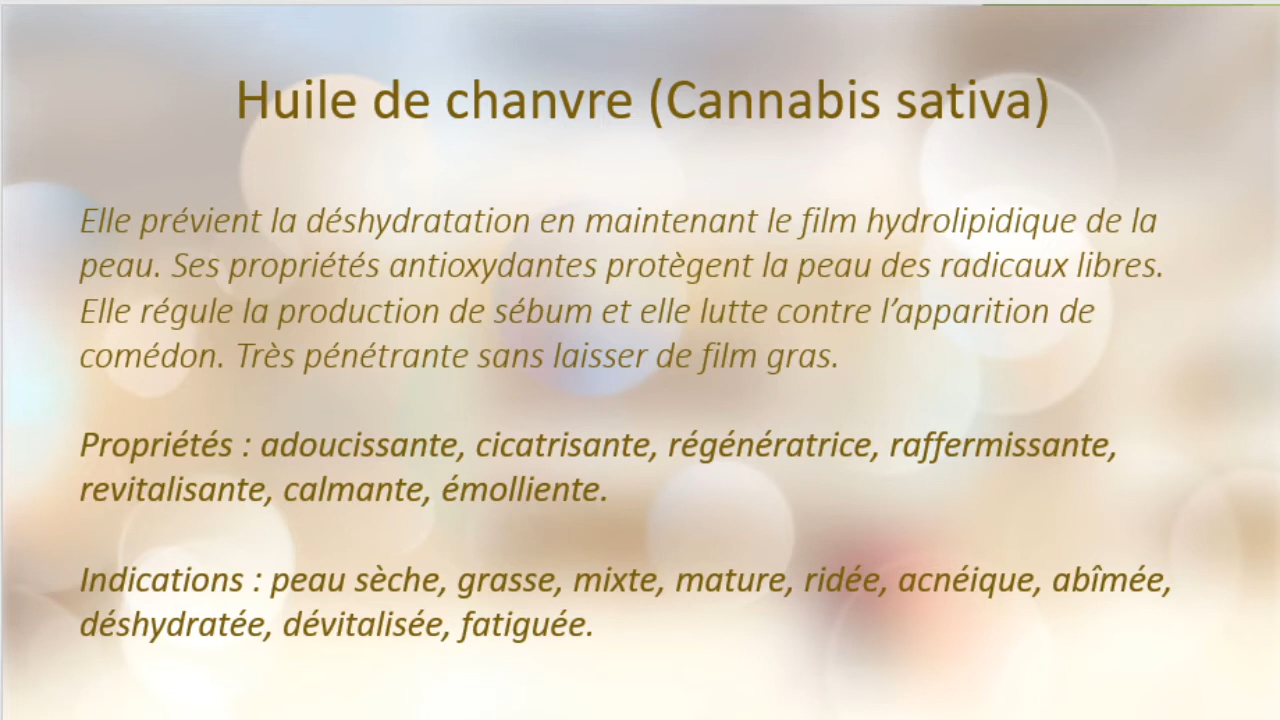 Huile de chanvre (Cannabis sativa)
Elle prévient la déshydratation en maintenant le film hydrolipidique de la
peau. Ses propriétés antioxydantes protègent la peau des radicaux libres.
Elle régule la production de sébum et elle lutte contre l’apparition de
comédon. Très pénétrante sans laisser de film gras.
Propriétés : adoucissante, cicatrisante, régénératrice, raffermissante,
revitalisante, calmante, émolliente.
Indications : peau sèche, grasse, mixte, mature, ridée, acnéique, abîmée,
déshydratée, dévitalisée, fatiguée.